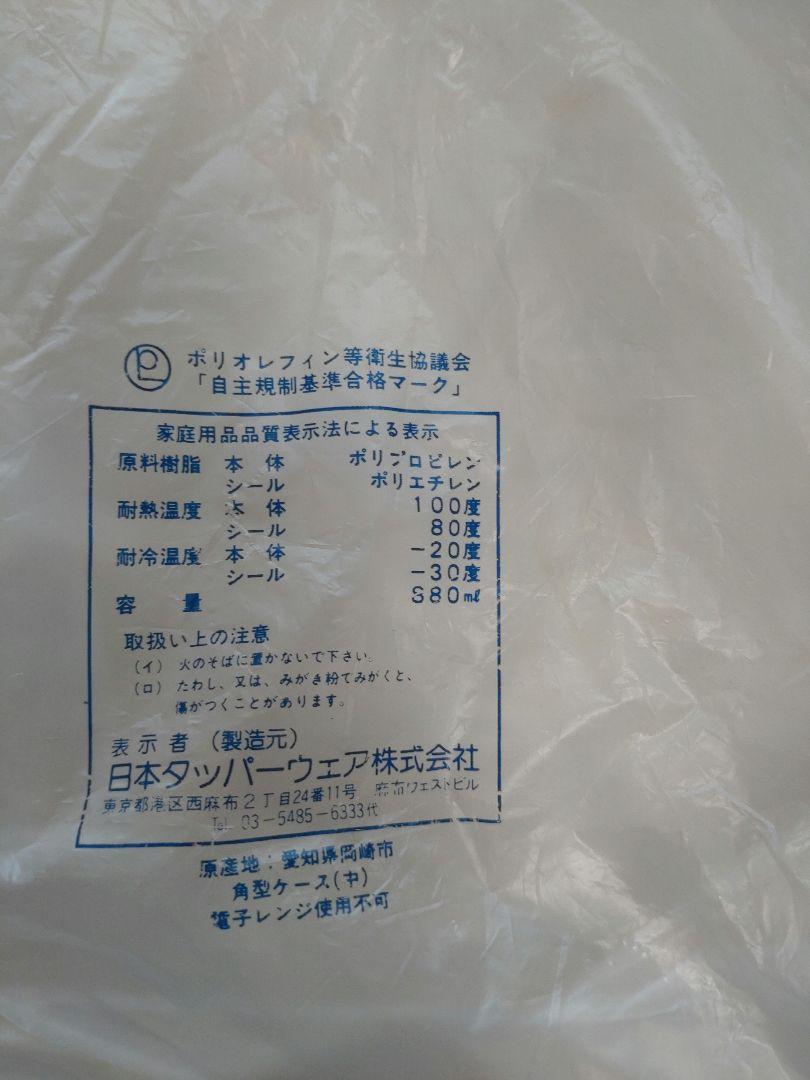 PL
ポリオレフィン等衛生協議会
「自主規制基準合格マーク」
家庭用品品質表示法による表示
原料樹脂 本体 ポリプロピレン
シール ポリエチレン
耐熱温度 本体 100度
シール 80度
耐冷温度 本体 -20度
シール -30度
容量 880㎖
取扱い上の注意
(イ) 火のそばに置かないで下さい。
(ロ) たわし、又は、みがき粉でみがくと、
傷がつくことがあります。
表示者 (製造元)
日本タッパーウェア株式会社
東京都港区西麻布2丁目24番11号 麻布ウェストビル
Tel 03-5485-6333代
原産地:愛知県岡崎市
角型ケース(中)
電子レンジ使用不可